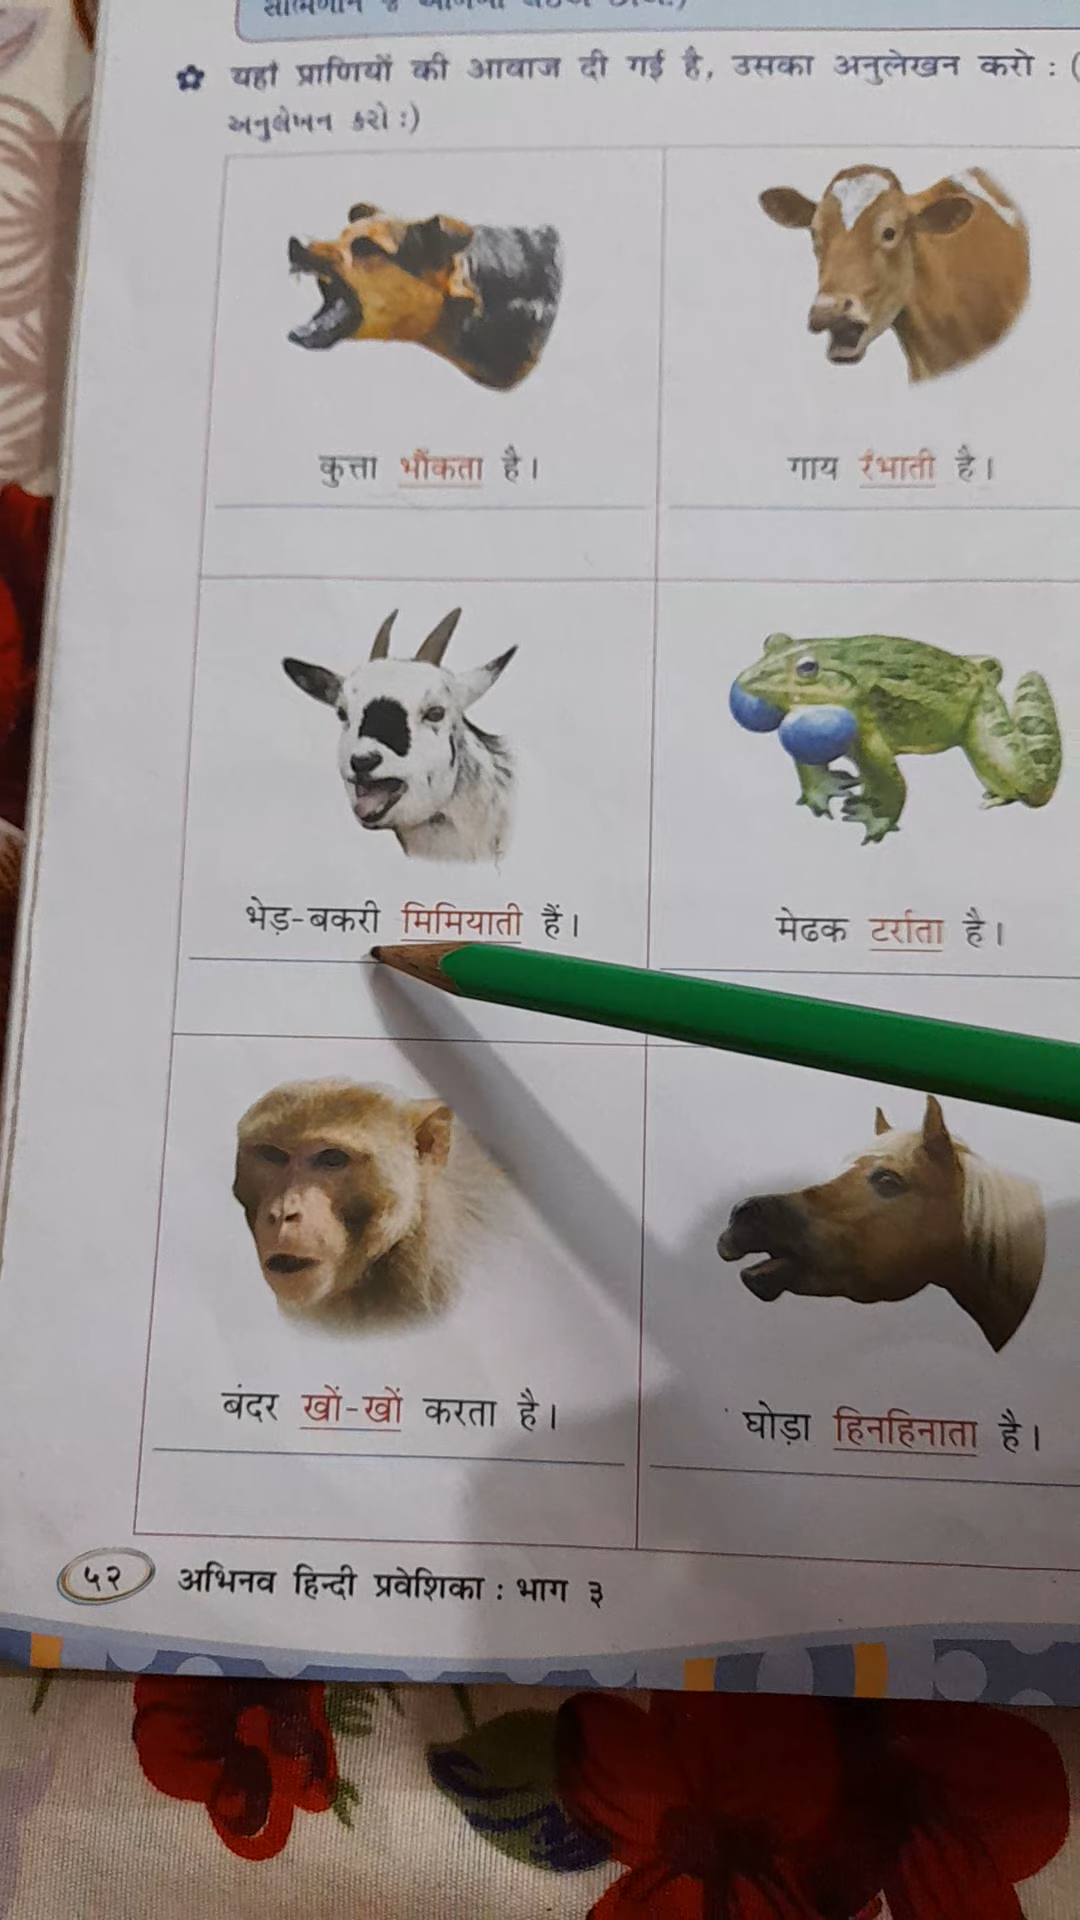 यहाँ प्राणियों की आवाज दी गई है, उसका अनुलेखन करो : (
અનુલેખન કરો :)
कुत्ता भौंकता है।
गाय रँभाती है।
भेड़-बकरी मिमियाती हैं।
मेढक टर्राता है।
बंदर खों-खों करता है।
घोड़ा हिनहिनाता है।
५२ अभिनव हिन्दी प्रवेशिका : भाग ३